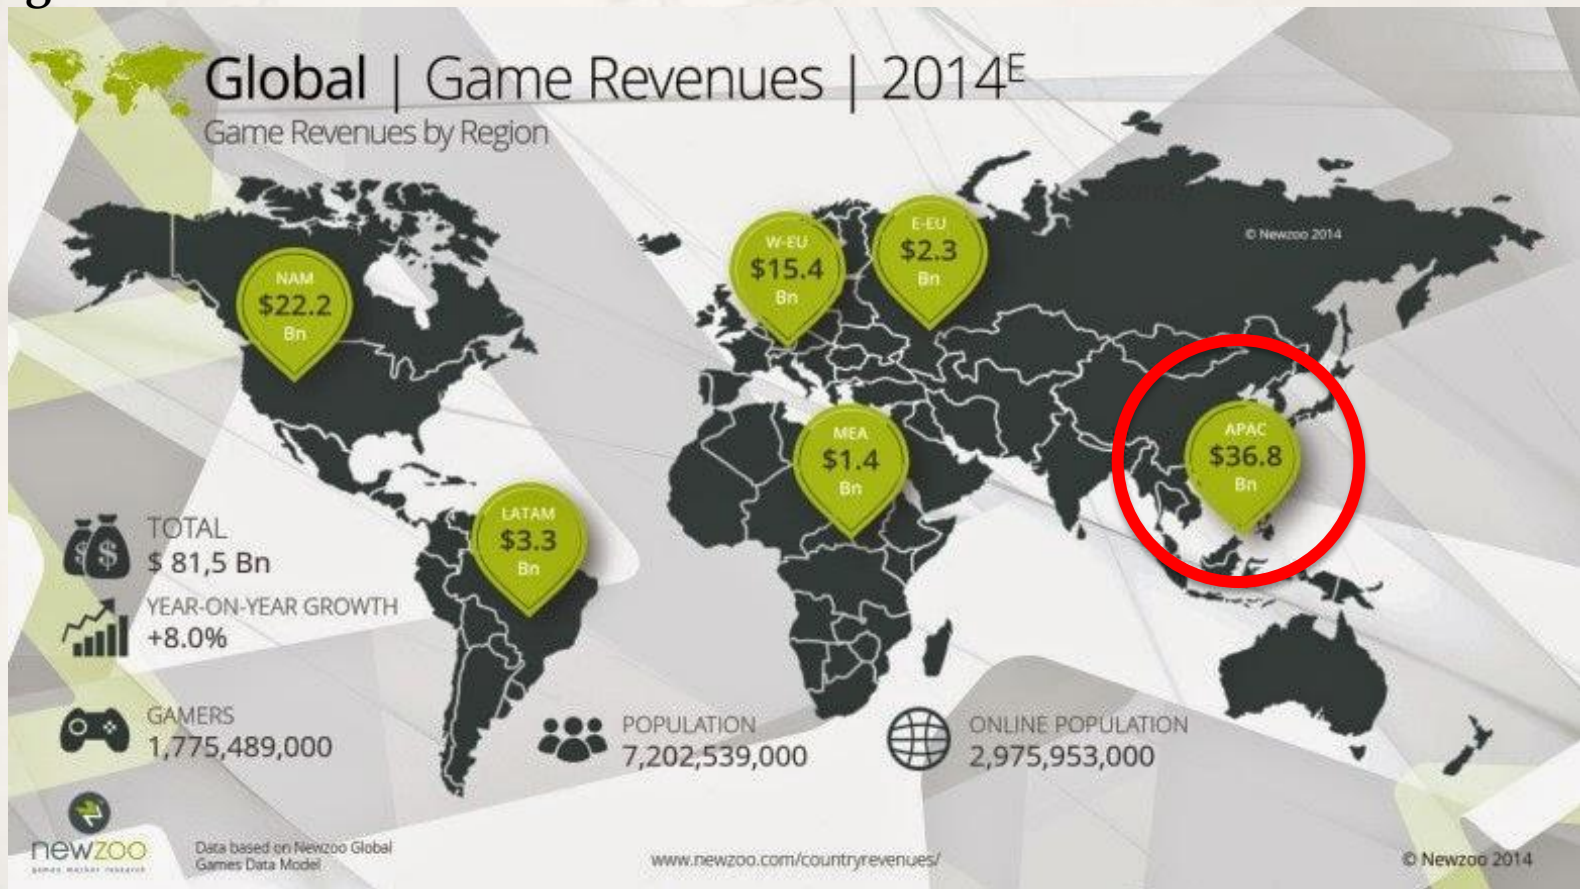 Global | Game Revenues | 2014E
Game Revenues by Region
© Newzoo 2014
NAM
$22.2
Bn
W-EU
$15.4
Bn
E-EU
$2.3
Bn
MEA
$1.4
Bn
APAC
$36.8
Bn
LATAM
$3.3
Bn
TOTAL
$ 81,5 Bn
YEAR-ON-YEAR GROWTH
+8.0%
GAMERS
1,775,489,000
POPULATION
7,202,539,000
ONLINE POPULATION
2,975,953,000
newzoo
games market research
Data based on Newzoo Global
Games Data Model
www.newzoo.com/countryrevenues/
© Newzoo 2014